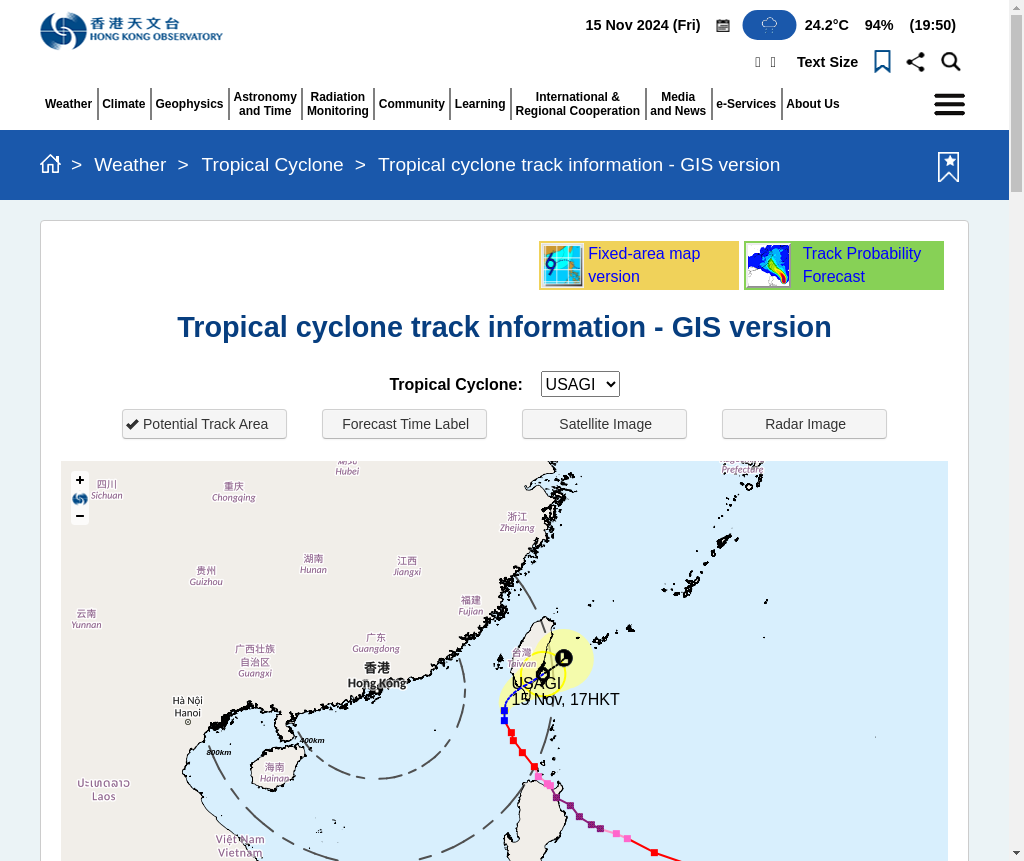 香港天文台
HONG KONG OBSERVATORY
15 Nov 2024 (Fri)
24.2°C 94% (19:50)
Text Size
Weather
Climate
Geophysics
Astronomy
and Time
Radiation
Monitoring
Community
Learning
International &
Regional Cooperation
Media
and News
e-Services
About Us
> Weather > Tropical Cyclone > Tropical cyclone track information - GIS version
Fixed-area map
version
Track Probability
Forecast
Tropical cyclone track information - GIS version
Tropical Cyclone: USAGI
Potential Track Area
Forecast Time Label
Satellite Image
Radar Image
+
−
四川
Sichuan
重庆
Chongqing
Hubei
Prefecture
浙江
Zhejiang
湖南
Hunan
江西
Jiangxi
贵州
Guizhou
福建
Fujian
云南
Yunnan
广西壮族
自治区
Guangxi
广东
Guangdong
香港
Hong Kong
台灣
Taiwan
USAGI
15 Nov, 17HKT
Hà Nội
Hanoi
400km
800km
海南
Hainan
ປະເທດລາວ
Laos
Việt Nam
Vietnam